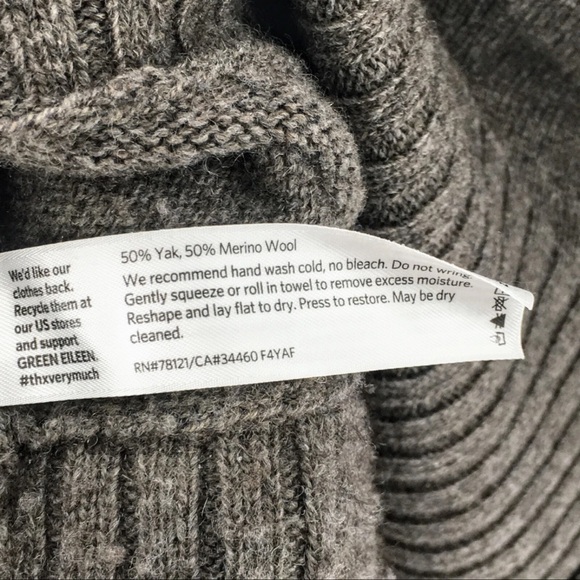 We'd like our
clothes back.
Recycle them at
our US stores
and support
GREEN EILEEN.
#thxverymuch
50% Yak, 50% Merino Wool
We recommend hand wash cold, no bleach. Do not wring.
Gently squeeze or roll in towel to remove excess moisture.
Reshape and lay flat to dry. Press to restore. May be dry
cleaned.
RN#78121/CA#34460 F4YAF